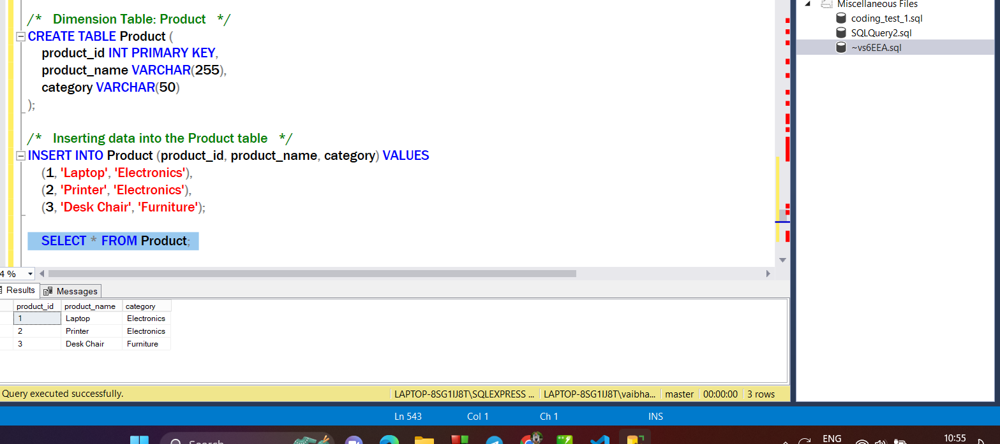 /*   Dimension Table: Product   */
CREATE TABLE Product (
product_id INT PRIMARY KEY,
product_name VARCHAR(255),
category VARCHAR(50)
);
/*   Inserting data into the Product table   */
INSERT INTO Product (product_id, product_name, category) VALUES
(1, 'Laptop', 'Electronics'),
(2, 'Printer', 'Electronics'),
(3, 'Desk Chair', 'Furniture');
SELECT * FROM Product;
4 %
Results Messages
product_id product_name category
1 Laptop Electronics
2 Printer Electronics
3 Desk Chair Furniture
Query executed successfully. LAPTOP-8SG1IJ8T\SQLEXPRESS ... LAPTOP-8SG1IJ8T\vaibha... master 00:00:00 3 rows
Miscellaneous Files
coding_test_1.sql
SQLQuery2.sql
~vs6EEA.sql
Ln 543 Col 1 Ch 1 INS
Search ENG 10:55